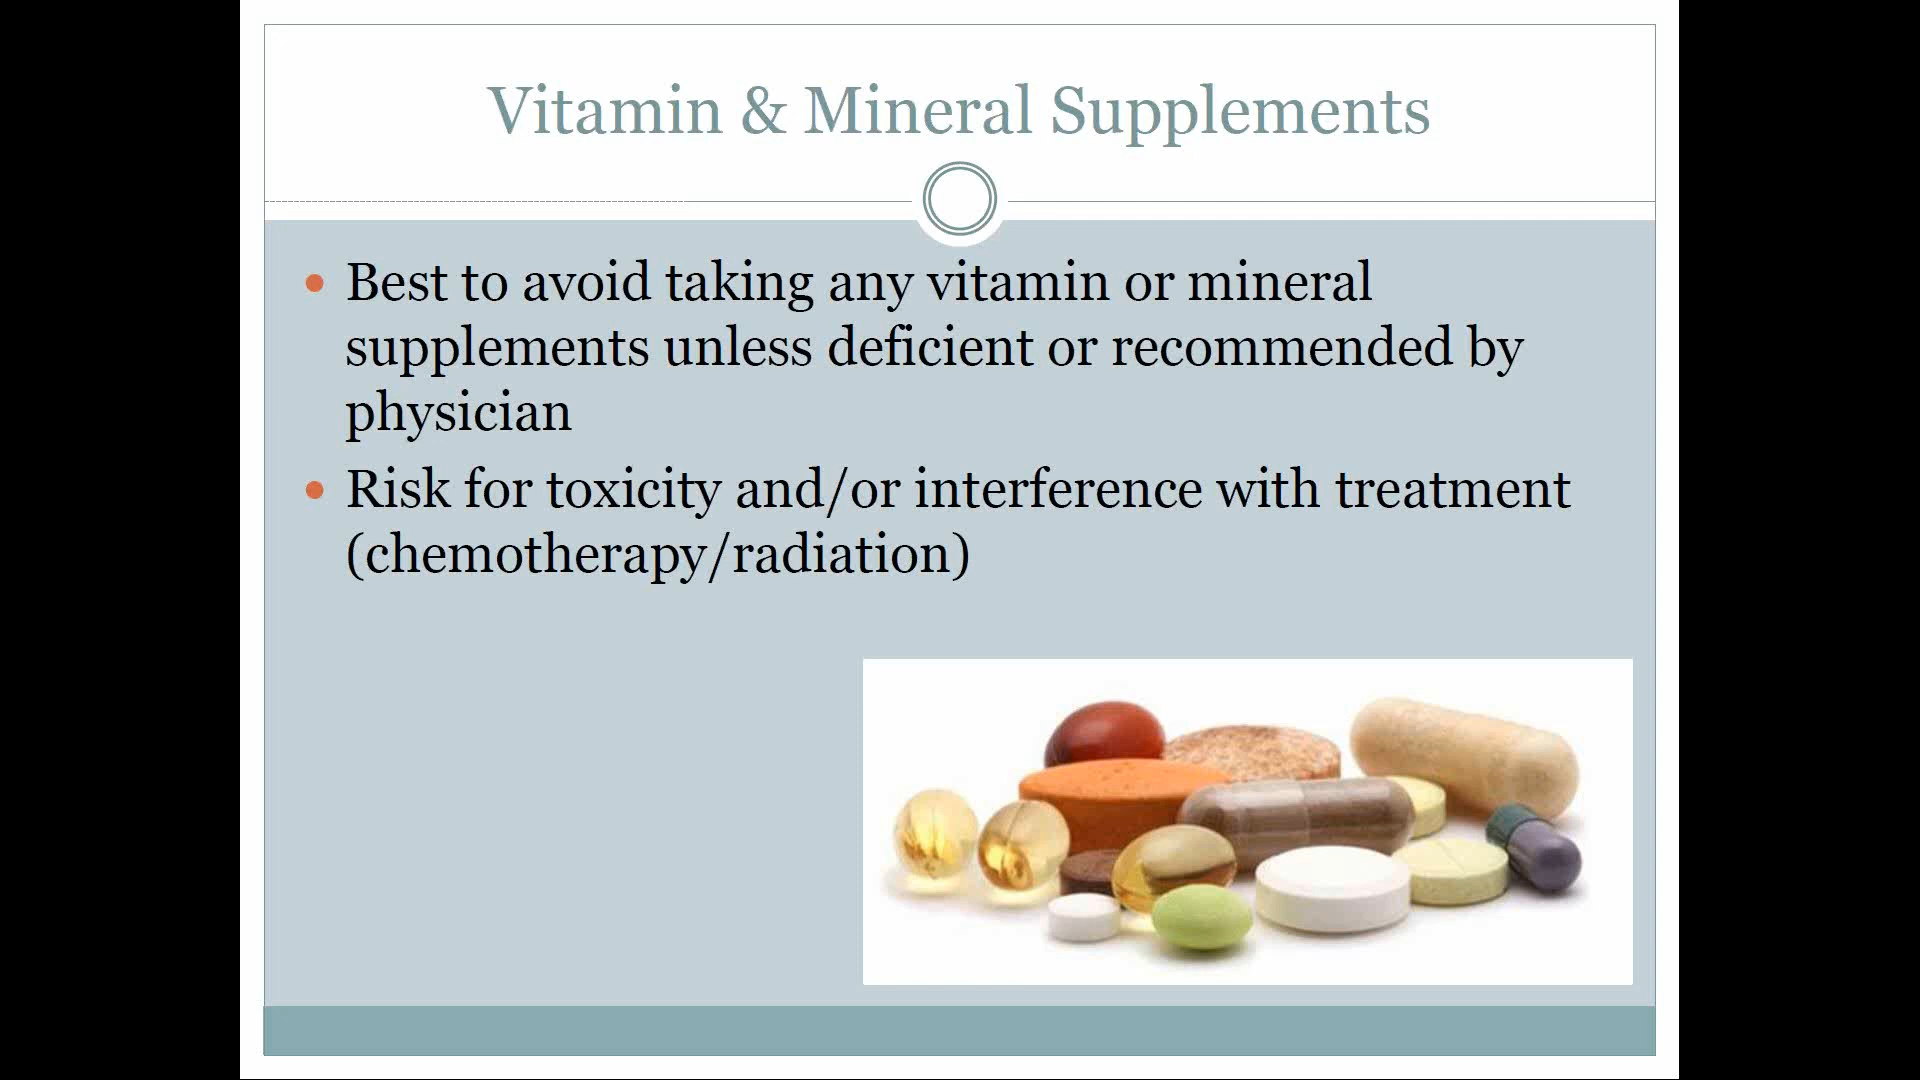 Vitamin & Mineral Supplements
• Best to avoid taking any vitamin or mineral
supplements unless deficient or recommended by
physician
• Risk for toxicity and/or interference with treatment
(chemotherapy/radiation)